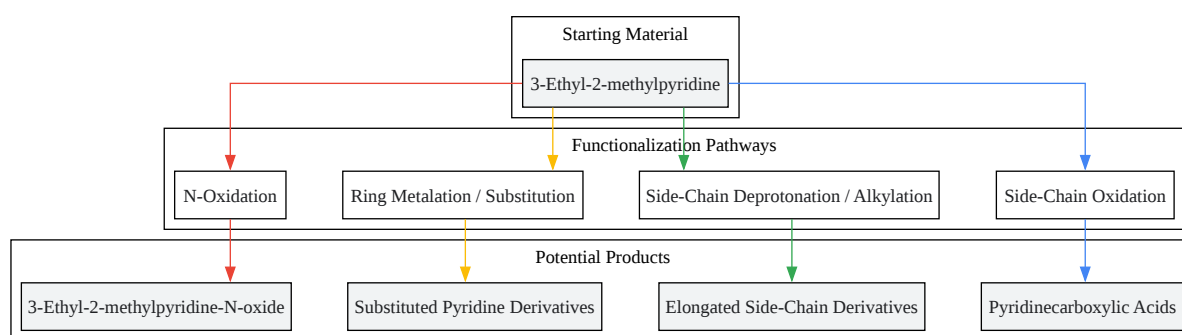 Starting Material
3-Ethyl-2-methylpyridine
Functionalization Pathways
N-Oxidation
Ring Metalation / Substitution
Side-Chain Deprotonation / Alkylation
Side-Chain Oxidation
Potential Products
3-Ethyl-2-methylpyridine-N-oxide
Substituted Pyridine Derivatives
Elongated Side-Chain Derivatives
Pyridinecarboxylic Acids